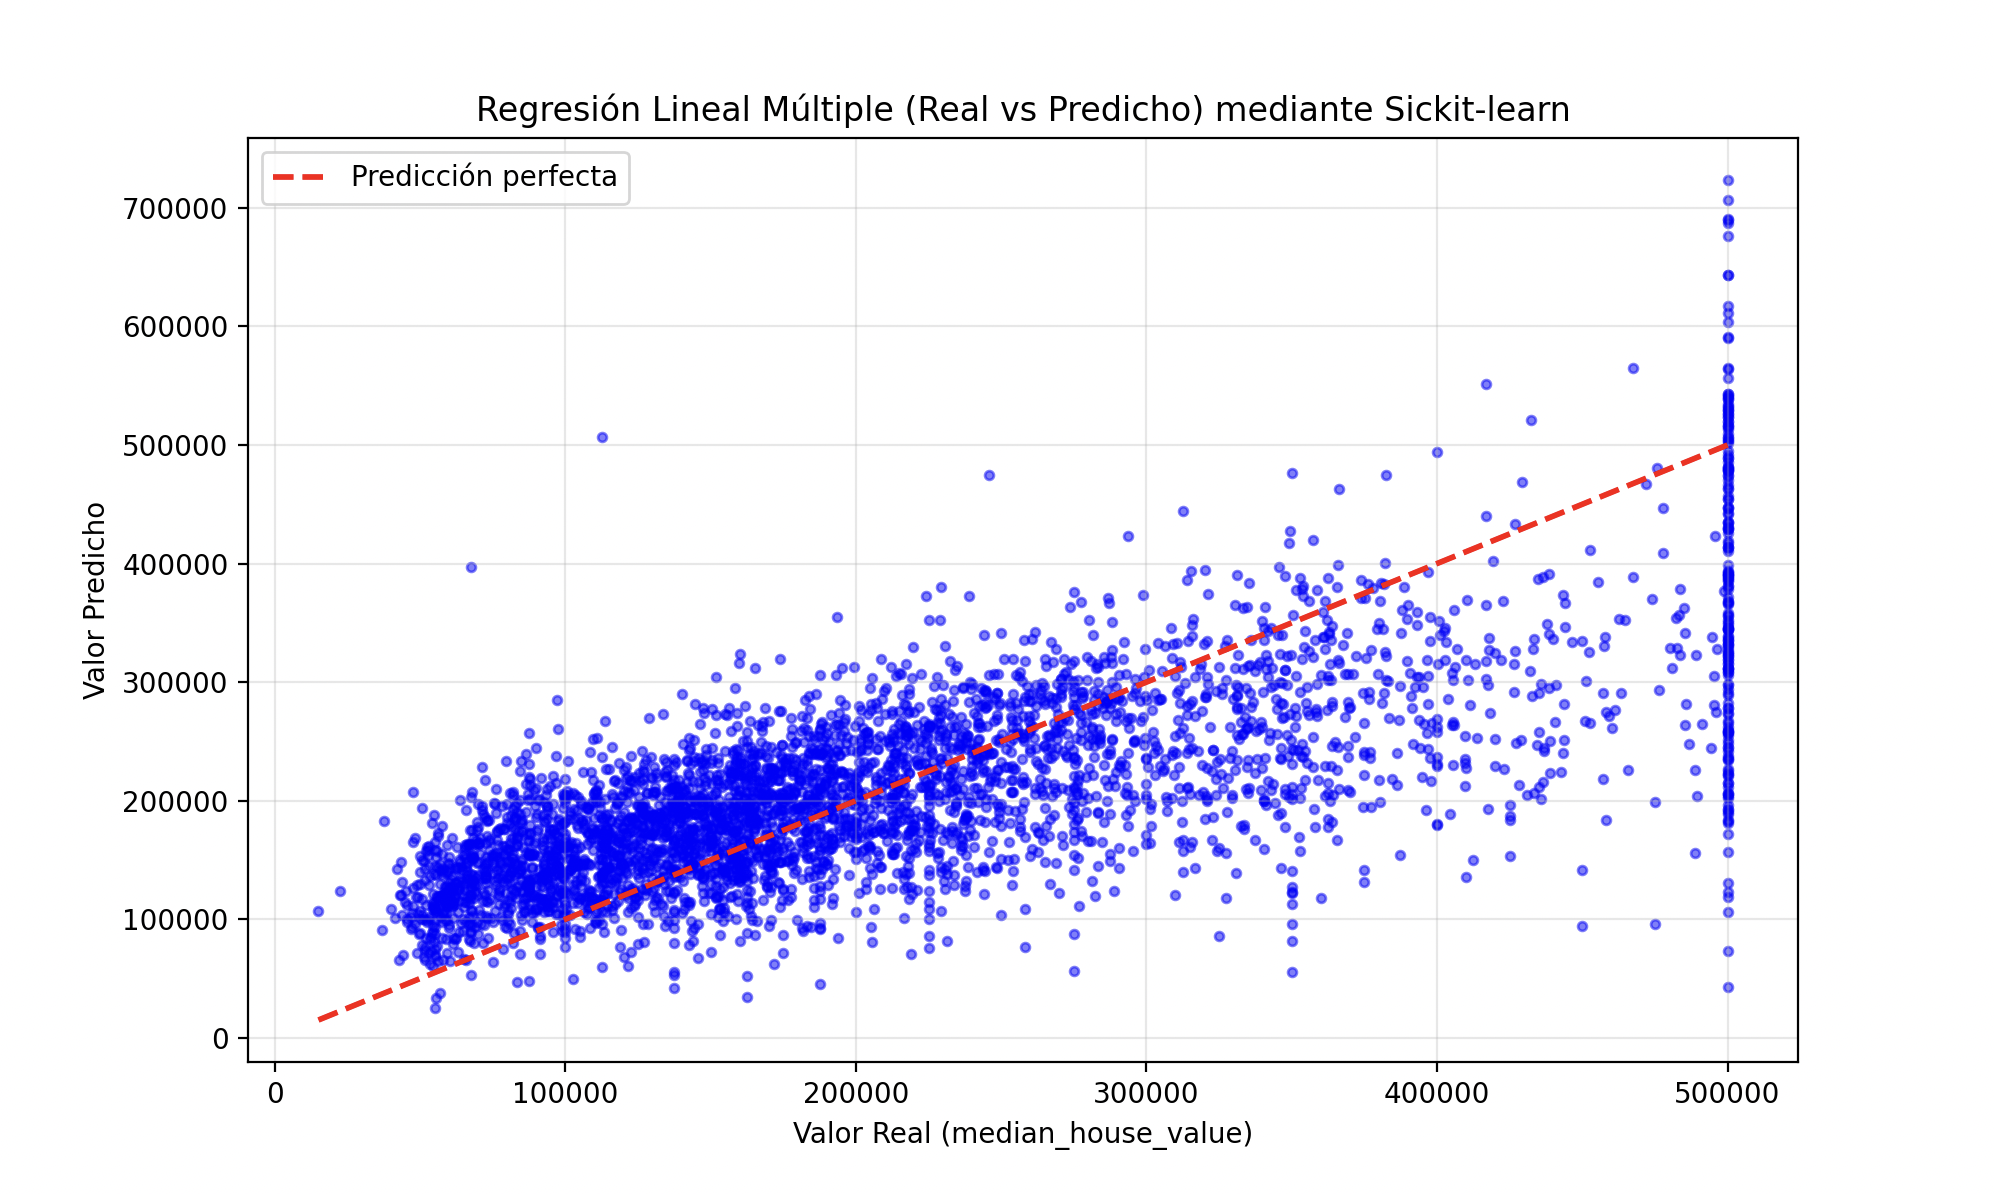 Regresión Lineal Múltiple (Real vs Predicho) mediante Sickit-learn
Predicción perfecta
700000
600000
500000
400000
300000
200000
100000
0
Valor Predicho
0 100000 200000 300000 400000 500000
Valor Real (median_house_value)